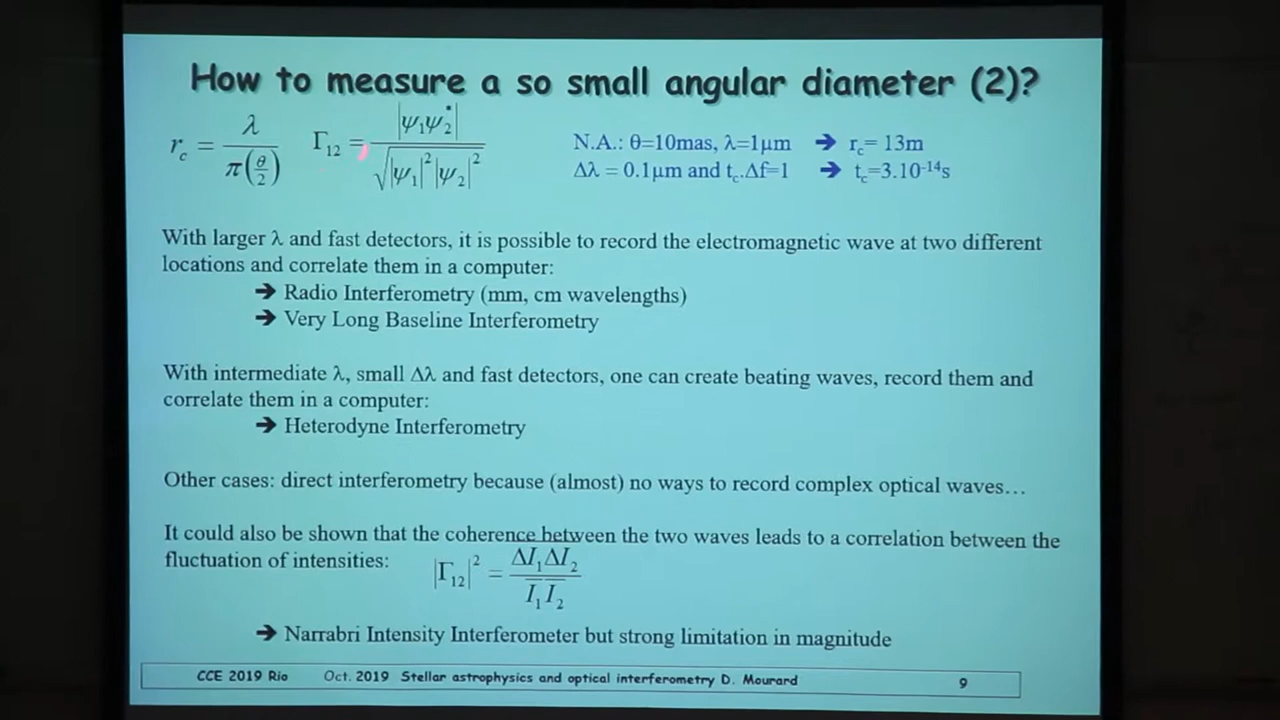 How to measure a so small angular diameter (2)?
r_c = λ / π(θ/2)   Γ₁₂ = |ψ₁ψ₂*| / √(|ψ₁|²|ψ₂|²)
N.A.: θ=10mas, λ=1μm ➔ r_c= 13m
Δλ = 0.1μm and t_c.Δf=1 ➔ t_c=3.10⁻¹⁴s
With larger λ and fast detectors, it is possible to record the electromagnetic wave at two different
locations and correlate them in a computer:
➔ Radio Interferometry (mm, cm wavelengths)
➔ Very Long Baseline Interferometry
With intermediate λ, small Δλ and fast detectors, one can create beating waves, record them and
correlate them in a computer:
➔ Heterodyne Interferometry
Other cases: direct interferometry because (almost) no ways to record complex optical waves…
It could also be shown that the coherence between the two waves leads to a correlation between the
fluctuation of intensities: |Γ₁₂|² = ΔI₁ΔI₂ / I₁I₂
➔ Narrabri Intensity Interferometer but strong limitation in magnitude
CCE 2019 Rio Oct. 2019 Stellar astrophysics and optical interferometry D. Mourard 9